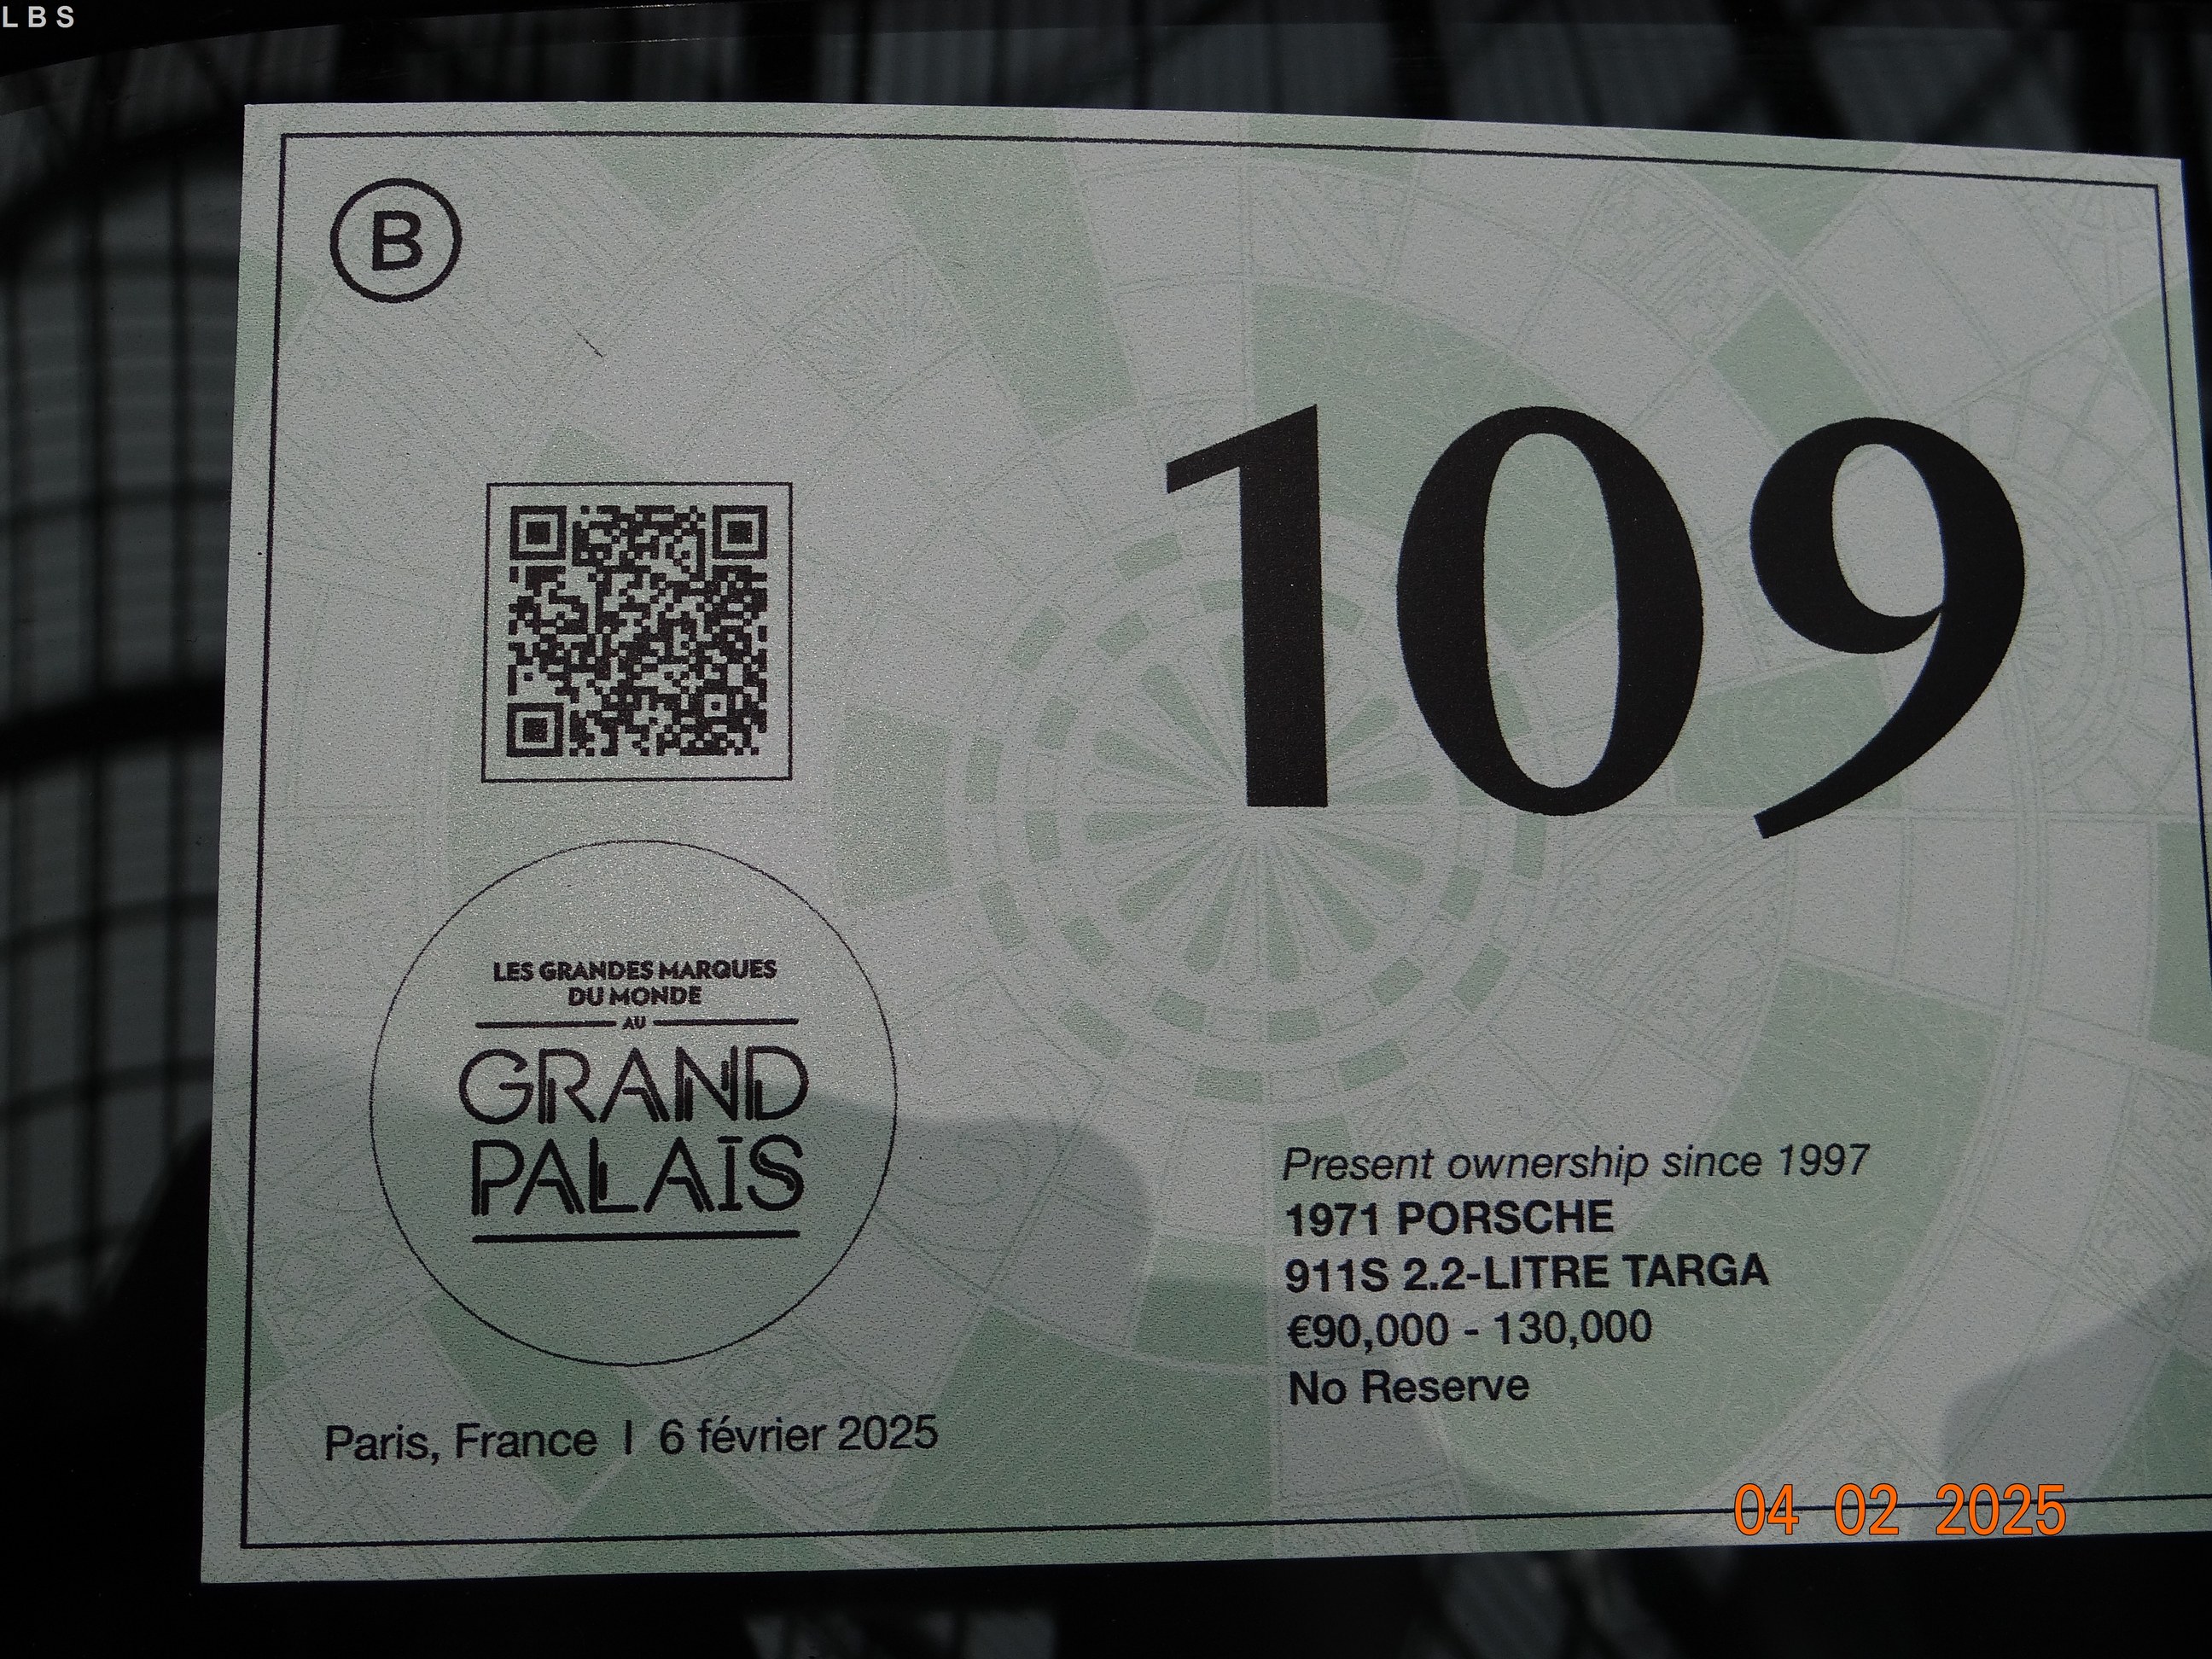 LBS
B
109
LES GRANDES MARQUES
DU MONDE
AU
GRAND
PALAIS
Present ownership since 1997
1971 PORSCHE
911S 2.2-LITRE TARGA
€90,000 - 130,000
No Reserve
Paris, France | 6 février 2025
04 02 2025